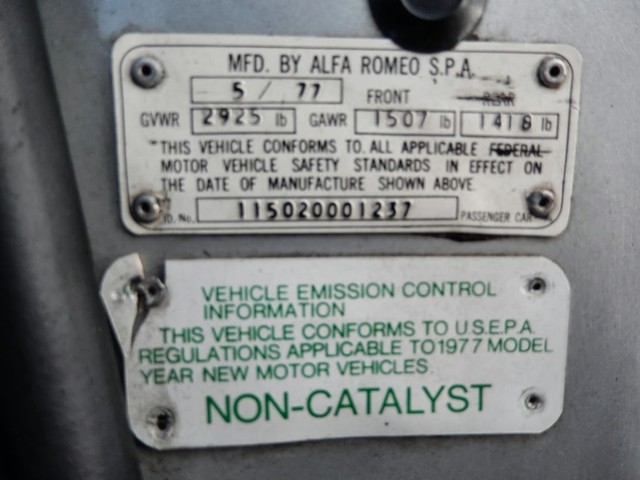 MFD. BY ALFA ROMEO S.P.A.
5 / 77 FRONT REAR
GVWR 2925 lb GAWR 1507 lb 1418 lb
THIS VEHICLE CONFORMS TO ALL APPLICABLE FEDERAL
MOTOR VEHICLE SAFETY STANDARDS IN EFFECT ON
THE DATE OF MANUFACTURE SHOWN ABOVE
ID. No. 115020001237 PASSENGER CAR
VEHICLE EMISSION CONTROL
INFORMATION
THIS VEHICLE CONFORMS TO U.S.E.P.A.
REGULATIONS APPLICABLE TO 1977 MODEL
YEAR NEW MOTOR VEHICLES.
NON-CATALYST